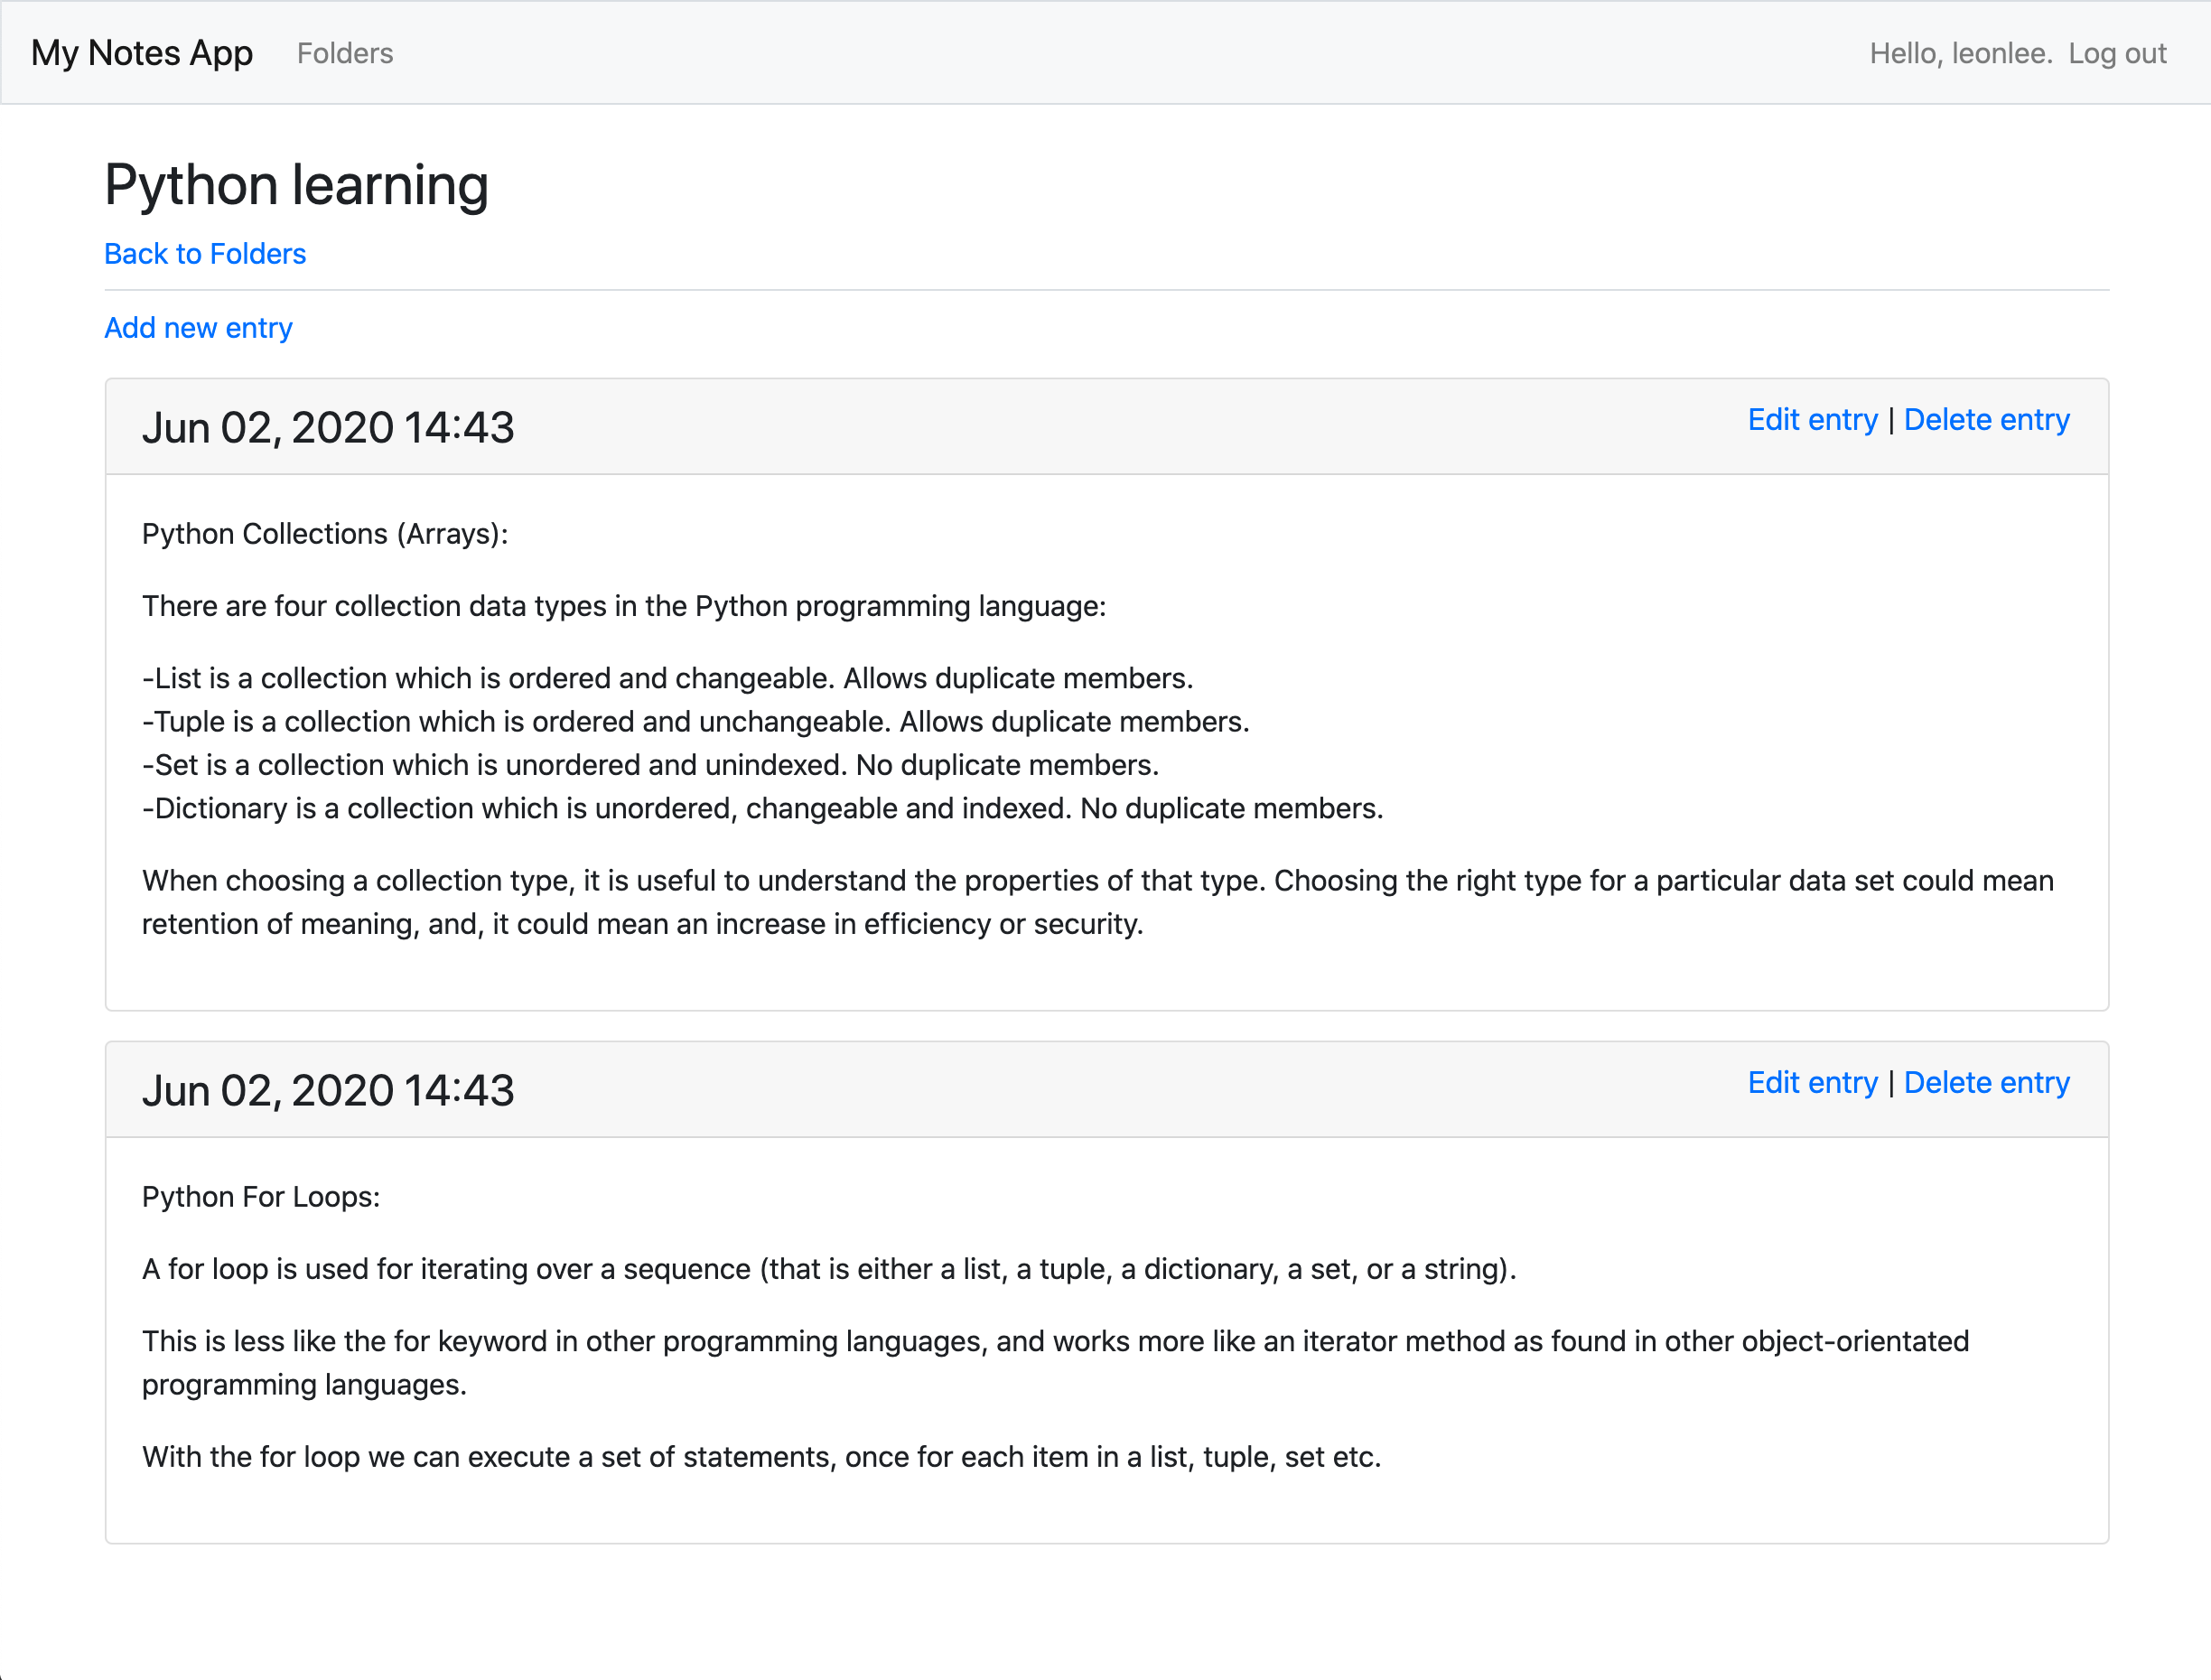 My Notes App Folders Hello, leonlee. Log out
Python learning
Back to Folders
Add new entry
Jun 02, 2020 14:43 Edit entry | Delete entry
Python Collections (Arrays):
There are four collection data types in the Python programming language:
-List is a collection which is ordered and changeable. Allows duplicate members.
-Tuple is a collection which is ordered and unchangeable. Allows duplicate members.
-Set is a collection which is unordered and unindexed. No duplicate members.
-Dictionary is a collection which is unordered, changeable and indexed. No duplicate members.
When choosing a collection type, it is useful to understand the properties of that type. Choosing the right type for a particular data set could mean
retention of meaning, and, it could mean an increase in efficiency or security.
Jun 02, 2020 14:43 Edit entry | Delete entry
Python For Loops:
A for loop is used for iterating over a sequence (that is either a list, a tuple, a dictionary, a set, or a string).
This is less like the for keyword in other programming languages, and works more like an iterator method as found in other object-orientated
programming languages.
With the for loop we can execute a set of statements, once for each item in a list, tuple, set etc.